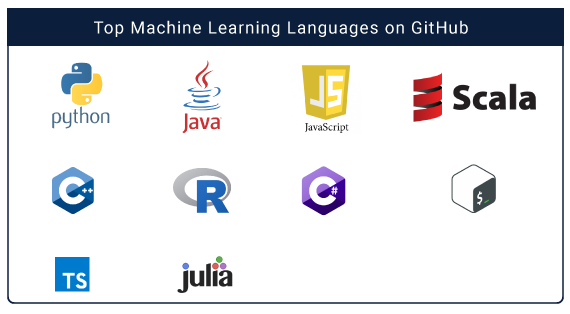 Top Machine Learning Languages on GitHub
python
Java
JS
JavaScript
Scala
C++
R
C#
$_
TS
julia